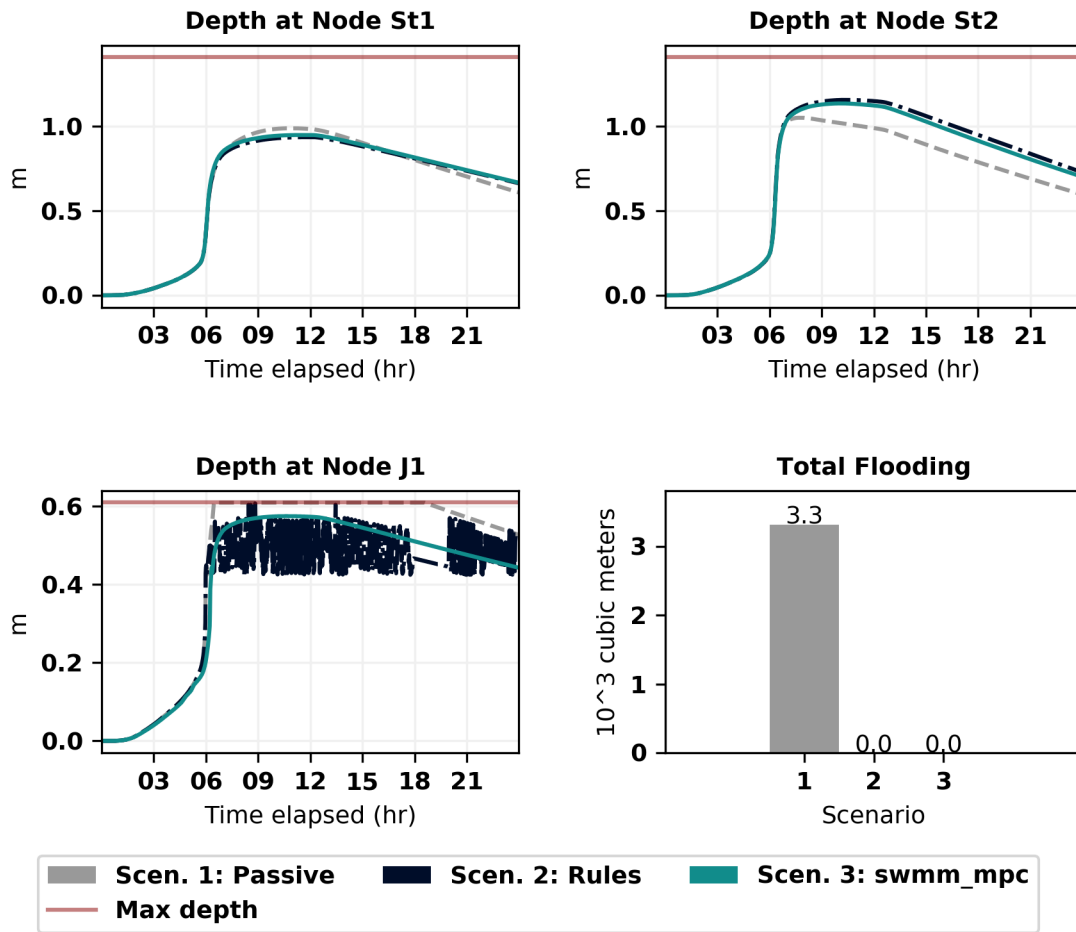 Depth at Node St1
1.0
0.5
0.0
m
03 06 09 12 15 18 21
Time elapsed (hr)
Depth at Node St2
1.0
0.5
0.0
m
03 06 09 12 15 18 21
Time elapsed (hr)
Depth at Node J1
0.6
0.4
0.2
0.0
m
03 06 09 12 15 18 21
Time elapsed (hr)
Total Flooding
3
2
1
0
10^3 cubic meters
3.3
0.0 0.0
1 2 3
Scenario
Scen. 1: Passive Scen. 2: Rules Scen. 3: swmm_mpc
Max depth